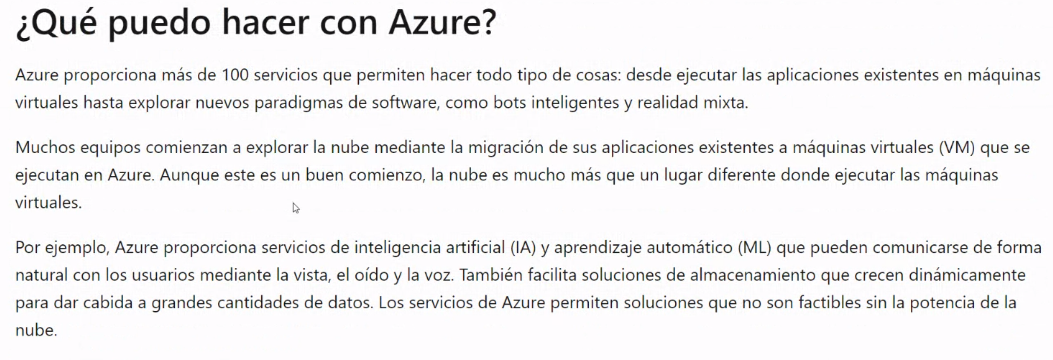 ¿Qué puedo hacer con Azure?
Azure proporciona más de 100 servicios que permiten hacer todo tipo de cosas: desde ejecutar las aplicaciones existentes en máquinas
virtuales hasta explorar nuevos paradigmas de software, como bots inteligentes y realidad mixta.
Muchos equipos comienzan a explorar la nube mediante la migración de sus aplicaciones existentes a máquinas virtuales (VM) que se
ejecutan en Azure. Aunque este es un buen comienzo, la nube es mucho más que un lugar diferente donde ejecutar las máquinas
virtuales.
Por ejemplo, Azure proporciona servicios de inteligencia artificial (IA) y aprendizaje automático (ML) que pueden comunicarse de forma
natural con los usuarios mediante la vista, el oído y la voz. También facilita soluciones de almacenamiento que crecen dinámicamente
para dar cabida a grandes cantidades de datos. Los servicios de Azure permiten soluciones que no son factibles sin la potencia de la
nube.